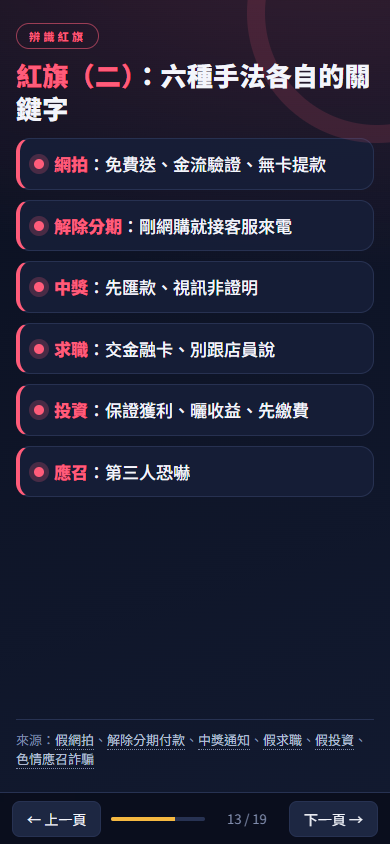 辨識紅旗
紅旗（二）：六種手法各自的關
鍵字
網拍：免費送、金流驗證、無卡提款
解除分期：剛網購就接客服來電
中獎：先匯款、視訊非證明
求職：交金融卡、別跟店員說
投資：保證獲利、曬收益、先繳費
應召：第三人恐嚇
來源：假網拍、解除分期付款、中獎通知、假求職、假投資、
色情應召詐騙
← 上一頁
13 / 19
下一頁 →